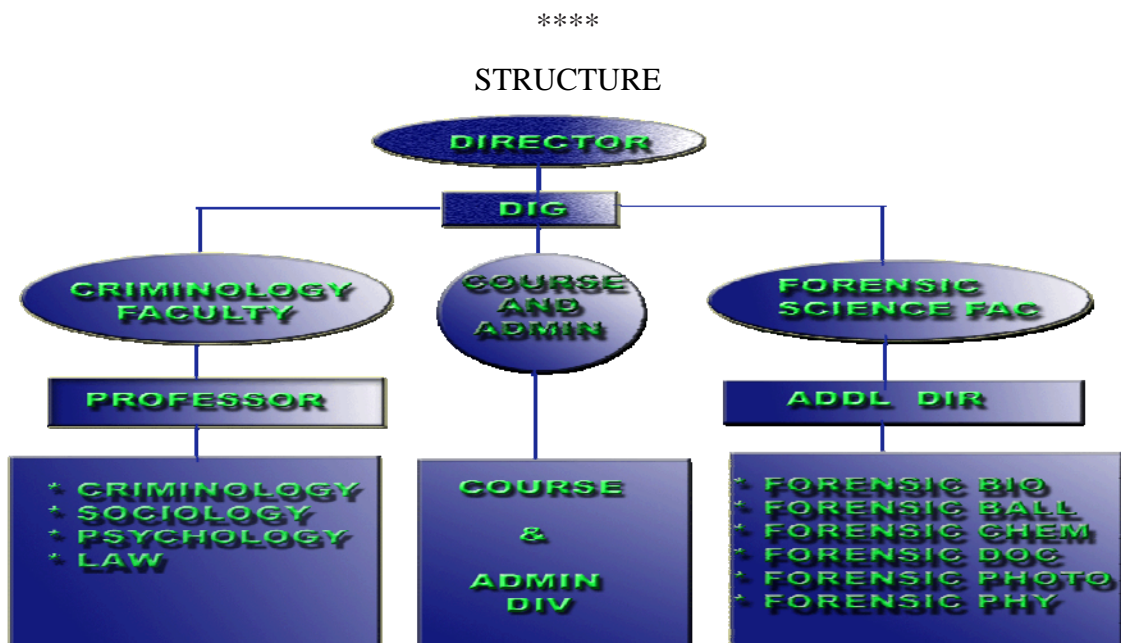 ****
STRUCTURE
DIRECTOR
DIG
CRIMINOLOGY
FACULTY
COURSE
AND
ADMIN
FORENSIC
SCIENCE FAC
PROFESSOR
ADDL DIR
* CRIMINOLOGY
* SOCIOLOGY
* PSYCHOLOGY
* LAW
COURSE
&
ADMIN
DIV
* FORENSIC BIO
* FORENSIC BALL
* FORENSIC CHEM
* FORENSIC DOC
* FORENSIC PHOTO
* FORENSIC PHY